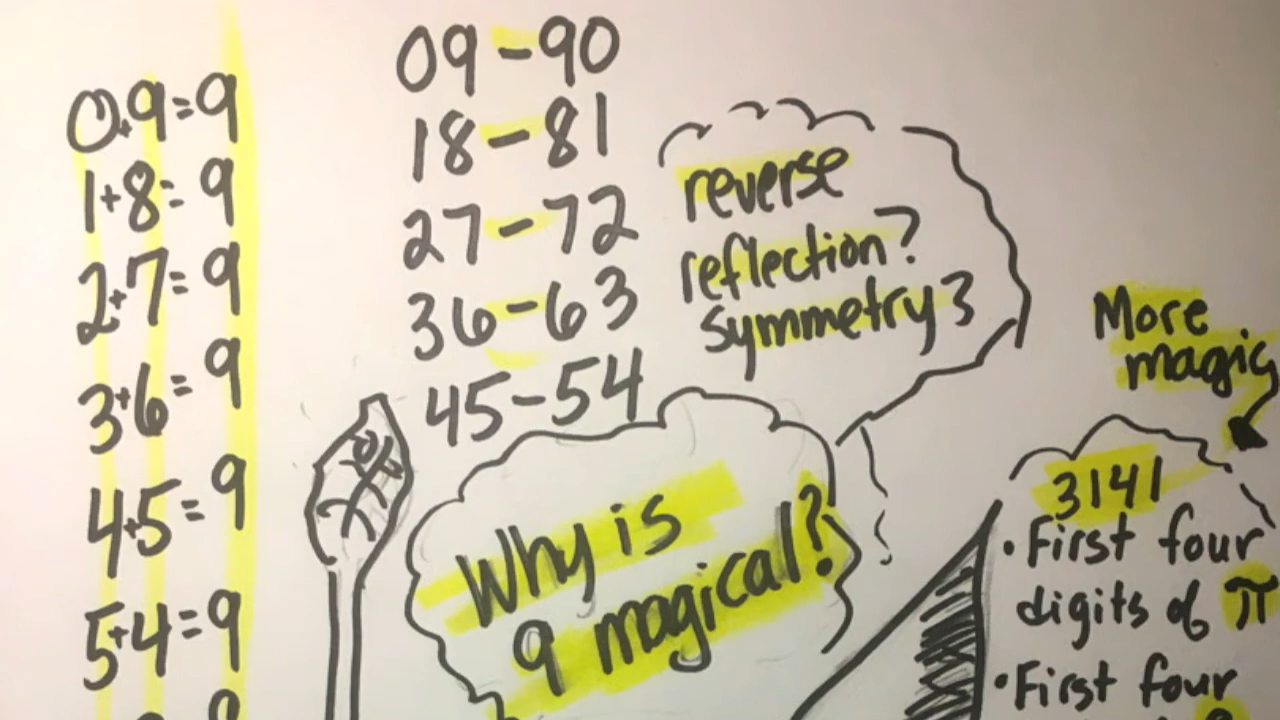 0+9=9
1+8=9
2+7=9
3+6=9
4+5=9
5+4=9
09-90
18-81
27-72
36-63
45-54
reverse
reflection?
symmetry?
Why is
9 magical?
More
magic
3141
• First four
digits of π
• First four